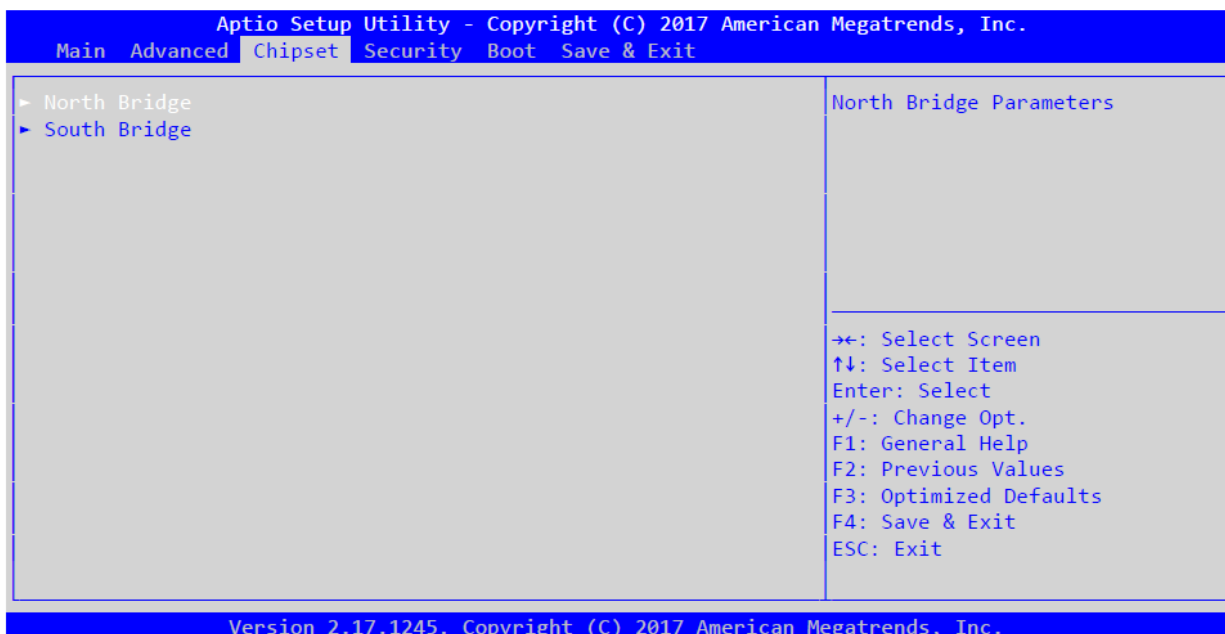 Aptio Setup Utility - Copyright (C) 2017 American Megatrends, Inc.
Main Advanced Chipset Security Boot Save & Exit
► North Bridge
► South Bridge
North Bridge Parameters
→←: Select Screen
↑↓: Select Item
Enter: Select
+/-: Change Opt.
F1: General Help
F2: Previous Values
F3: Optimized Defaults
F4: Save & Exit
ESC: Exit
Version 2.17.1245. Copyright (C) 2017 American Megatrends, Inc.